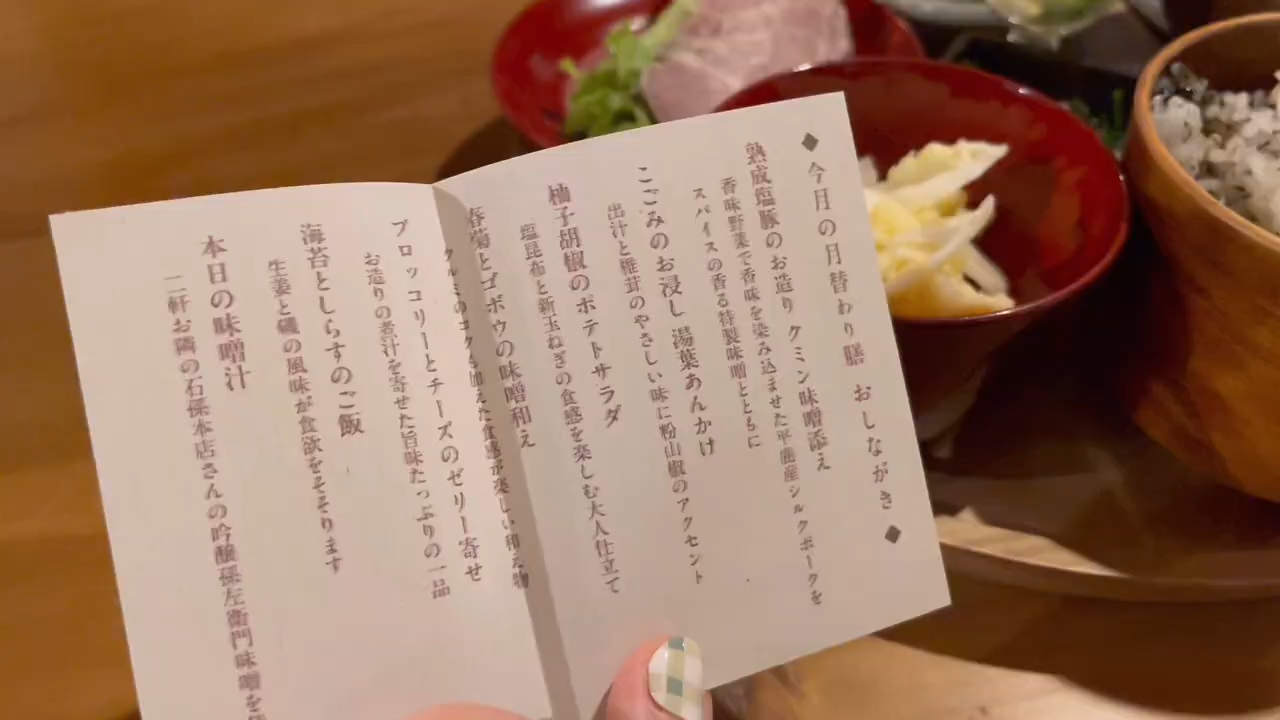 ◆今月の月替わり膳 おしながき◆
熟成塩豚のお造り クミン味噌添え
香味野菜で香味を染み込ませた平庭産シルクポークを
スパイスの香る特製味噌とともに
こごみのお浸し 湯葉あんかけ
出汁と椎茸のやさしい味に粉山椒のアクセント
柚子胡椒のポテトサラダ
塩昆布と新玉ねぎの食感を楽しむ大人仕立て
春菊とゴボウの味噌和え
クルミのコクを加えた食感が楽しい和え物
ブロッコリーとチーズのゼリー寄せ
お造りの煮汁を寄せた旨味たっぷりの一品
海苔としらすのご飯
生姜と磯の風味が食欲をそそります
本日の味噌汁
二軒お隣の石孫本店さんの吟醸孫左衛門味噌を